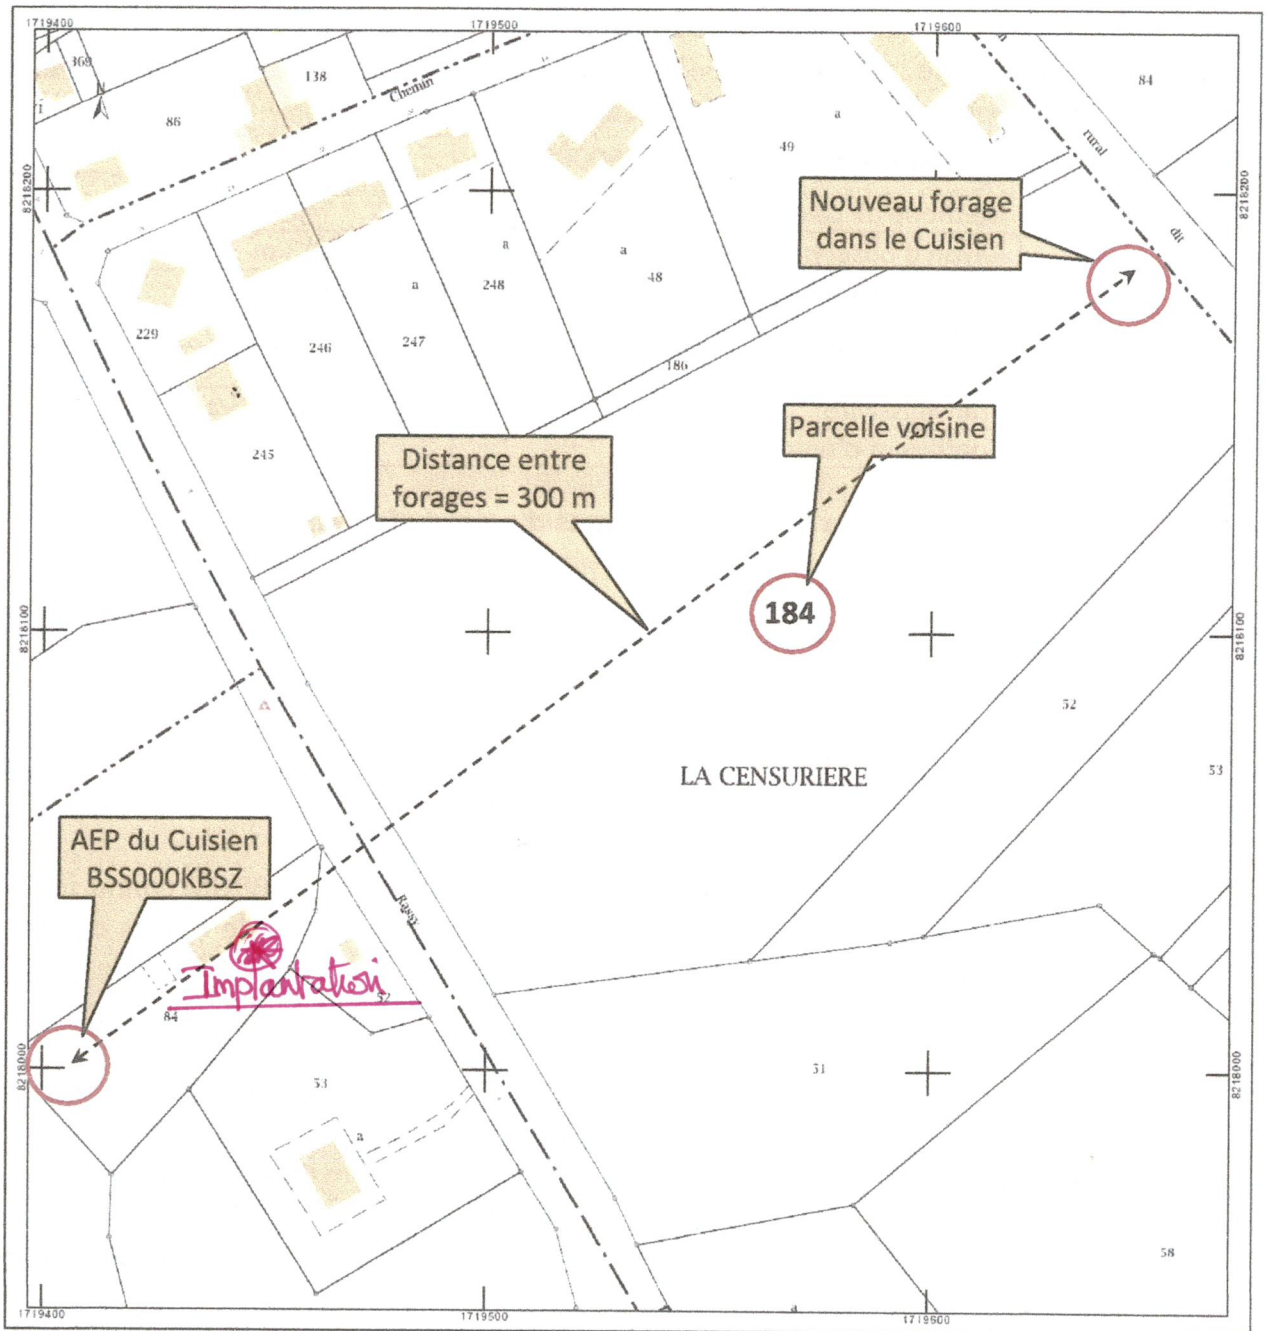 1719400
1719500
1719600
369
138
Chemin
84
86
a
49
rural
8218200
8218200
Nouveau forage
dans le Cuisien
dit
a
a
a
248
48
229
246
247
186
245
Parcelle voisine
Distance entre
forages = 300 m
184
8218100
8218100
52
LA CENSURIERE
53
AEP du Cuisien
BSS000KBSZ
Rassy
Implantation
52
84
8218000
8218000
53
51
a
58
1719400
1719500
a
1719600